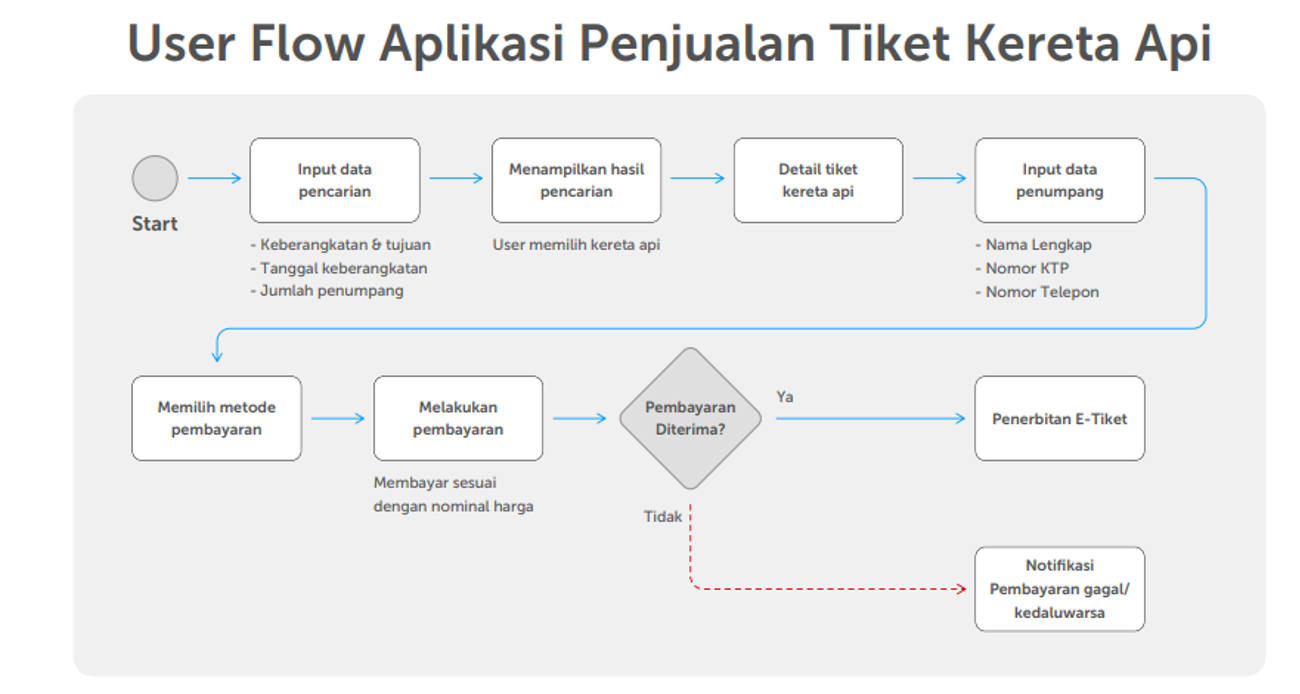 User Flow Aplikasi Penjualan Tiket Kereta Api
Start
Input data
pencarian
- Keberangkatan & tujuan
- Tanggal keberangkatan
- Jumlah penumpang
Menampilkan hasil
pencarian
User memilih kereta api
Detail tiket
kereta api
Input data
penumpang
- Nama Lengkap
- Nomor KTP
- Nomor Telepon
Memilih metode
pembayaran
Melakukan
pembayaran
Membayar sesuai
dengan nominal harga
Pembayaran
Diterima?
Ya
Penerbitan E-Tiket
Tidak
Notifikasi
Pembayaran gagal/
kedaluwarsa